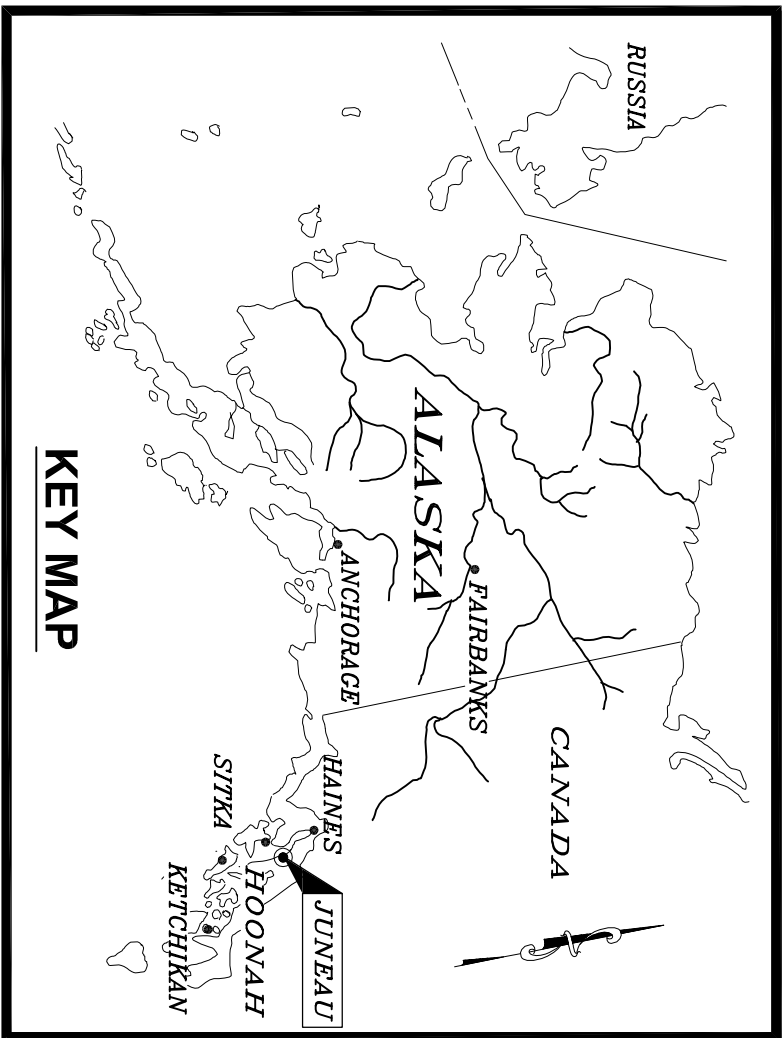 RUSSIA
ALASKA
CANADA
FAIRBANKS
ANCHORAGE
HAINES
JUNEAU
SITKA
HOONAH
KETCHIKAN
KEY MAP